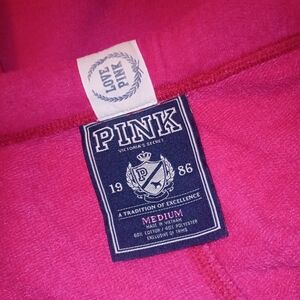 LOVE
PINK
PINK
VICTORIA'S SECRET
P
19 86
A TRADITION OF EXCELLENCE
MEDIUM
MADE IN VIETNAM
60% COTTON / 40% POLYESTER
EXCLUSIVE OF TRIMS